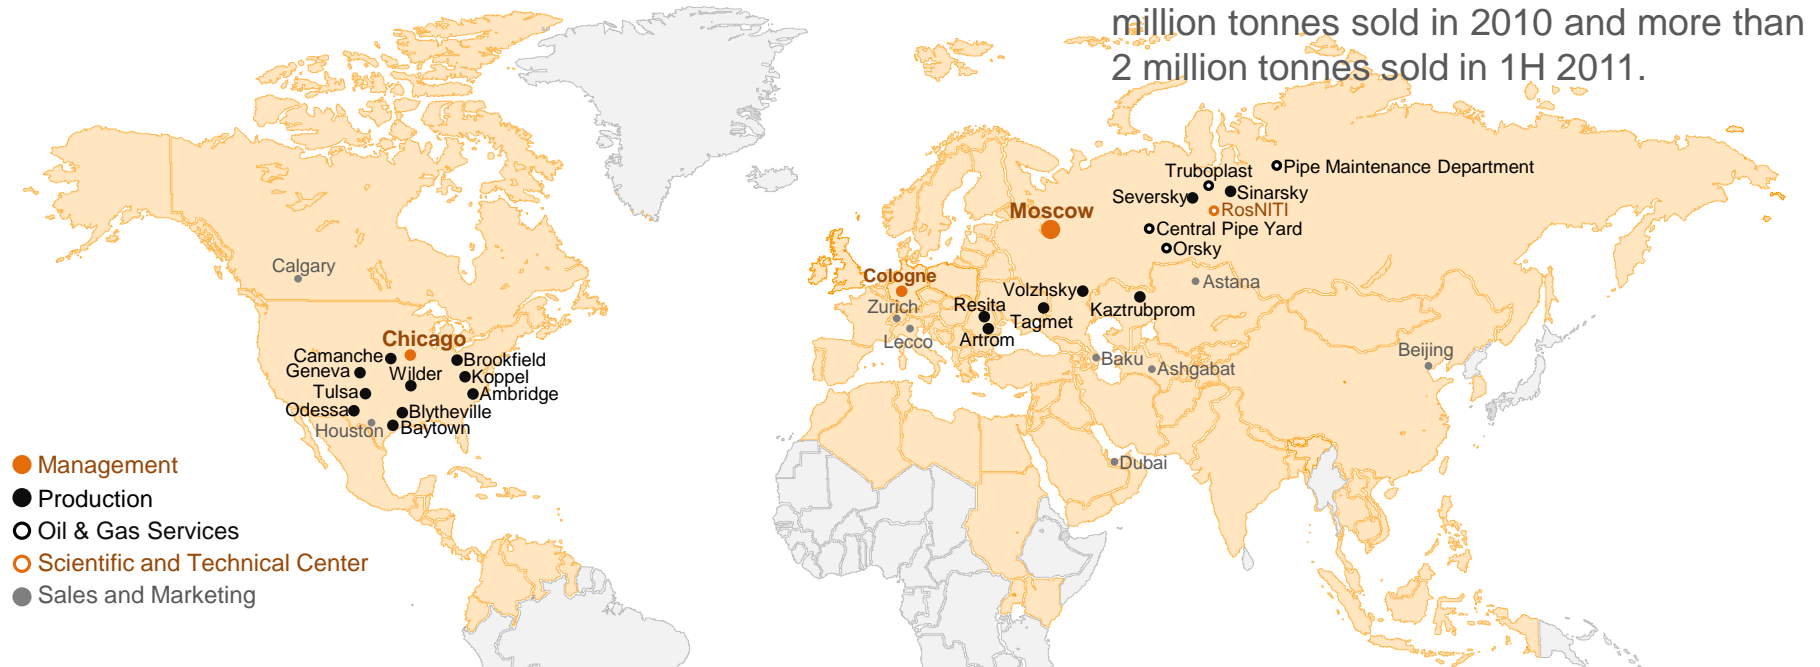 million tonnes sold in 2010 and more than
2 million tonnes sold in 1H 2011.
Pipe Maintenance Department
Truboplast
Seversky
Sinarsky
RosNITI
Moscow
Central Pipe Yard
Orsky
Calgary
Cologne
Astana
Volzhsky
Zurich
Resita
Kaztrubprom
Tagmet
Lecco
Artrom
Chicago
Beijing
Camanche
Brookfield
Baku
Geneva
Wilder
Koppel
Ashgabat
Tulsa
Ambridge
Odessa
Blytheville
Houston
Baytown
Dubai
Management
Production
Oil & Gas Services
Scientific and Technical Center
Sales and Marketing